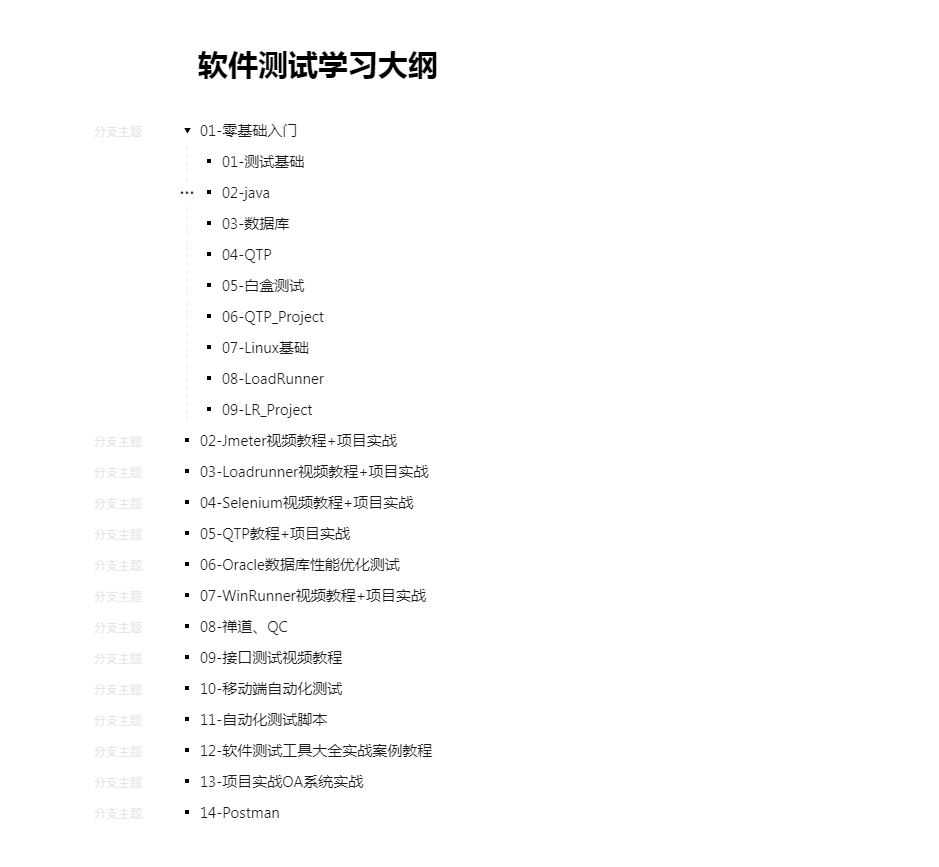 软件测试学习大纲
分支主题 01-零基础入门
01-测试基础
02-java
03-数据库
04-QTP
05-白盒测试
06-QTP_Project
07-Linux基础
08-LoadRunner
09-LR_Project
分支主题 02-Jmeter视频教程+项目实战
分支主题 03-Loadrunner视频教程+项目实战
分支主题 04-Selenium视频教程+项目实战
分支主题 05-QTP教程+项目实战
分支主题 06-Oracle数据库性能优化测试
分支主题 07-WinRunner视频教程+项目实战
分支主题 08-禅道、QC
分支主题 09-接口测试视频教程
分支主题 10-移动端自动化测试
分支主题 11-自动化测试脚本
分支主题 12-软件测试工具大全实战案例教程
分支主题 13-项目实战OA系统实战
分支主题 14-Postman